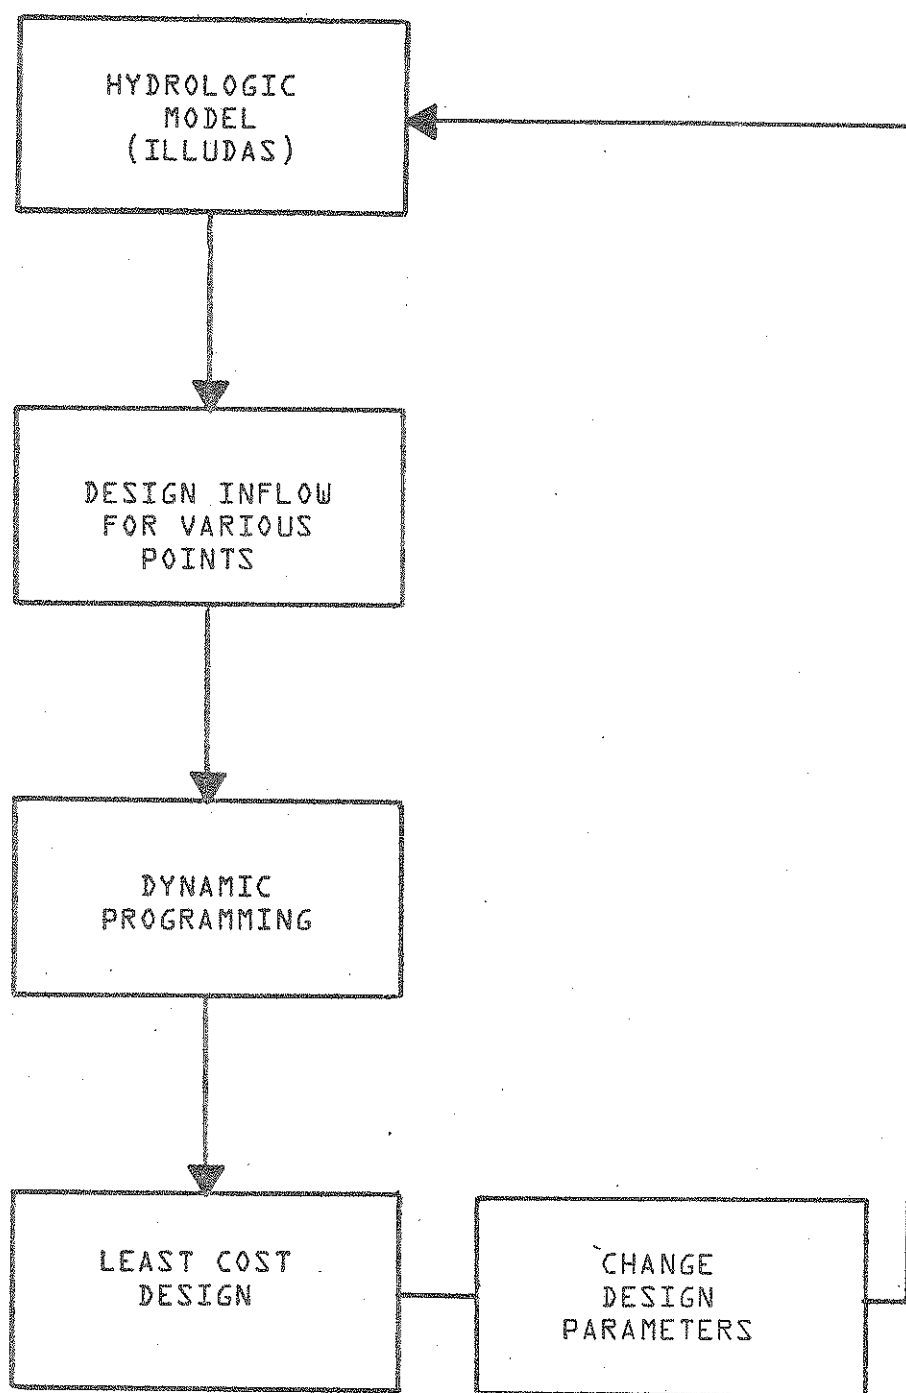 HYDROLOGIC
MODEL
(ILLUDAS)
DESIGN INFLOW
FOR VARIOUS
POINTS
DYNAMIC
PROGRAMMING
LEAST COST
DESIGN
CHANGE
DESIGN
PARAMETERS